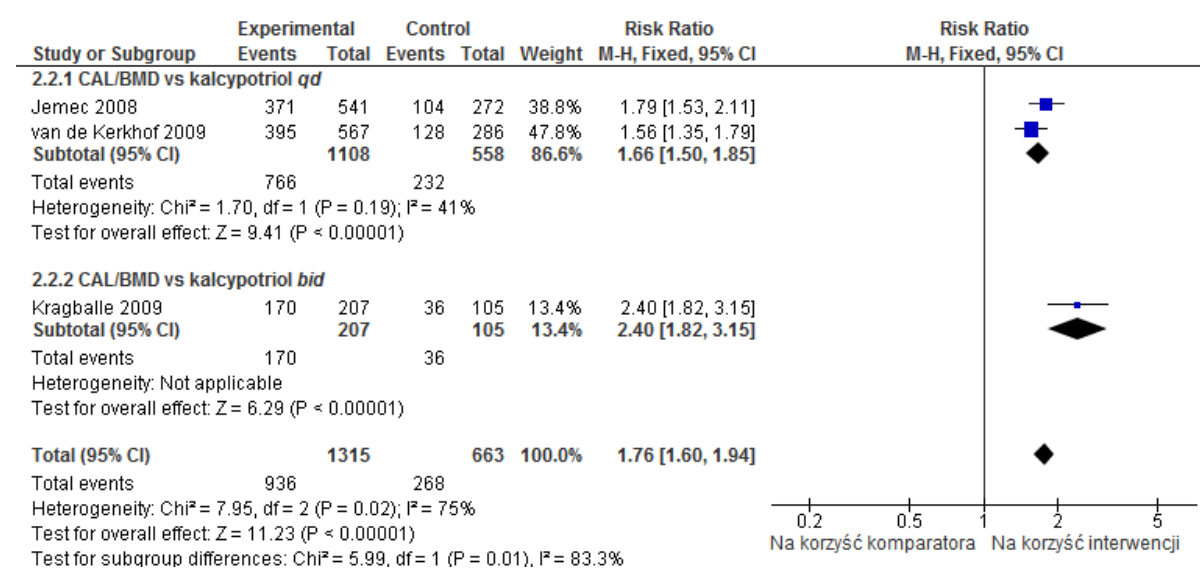 Experimental Control Risk Ratio Risk Ratio
Study or Subgroup Events Total Events Total Weight M-H, Fixed, 95% CI M-H, Fixed, 95% CI
2.2.1 CAL/BMD vs kalcypotriol qd
Jemec 2008 371 541 104 272 38.8% 1.79 [1.53, 2.11]
van de Kerkhof 2009 395 567 128 286 47.8% 1.56 [1.35, 1.79]
Subtotal (95% CI) 1108 558 86.6% 1.66 [1.50, 1.85]
Total events 766 232
Heterogeneity: Chi² = 1.70, df = 1 (P = 0.19); I² = 41%
Test for overall effect: Z = 9.41 (P < 0.00001)
2.2.2 CAL/BMD vs kalcypotriol bid
Kragballe 2009 170 207 36 105 13.4% 2.40 [1.82, 3.15]
Subtotal (95% CI) 207 105 13.4% 2.40 [1.82, 3.15]
Total events 170 36
Heterogeneity: Not applicable
Test for overall effect: Z = 6.29 (P < 0.00001)
Total (95% CI) 1315 663 100.0% 1.76 [1.60, 1.94]
Total events 936 268
Heterogeneity: Chi² = 7.95, df = 2 (P = 0.02); I² = 75%
Test for overall effect: Z = 11.23 (P < 0.00001)
Test for subgroup differences: Chi² = 5.99, df = 1 (P = 0.01), I² = 83.3%
0.2 0.5 1 2 5
Na korzyść komparatora Na korzyść interwencji